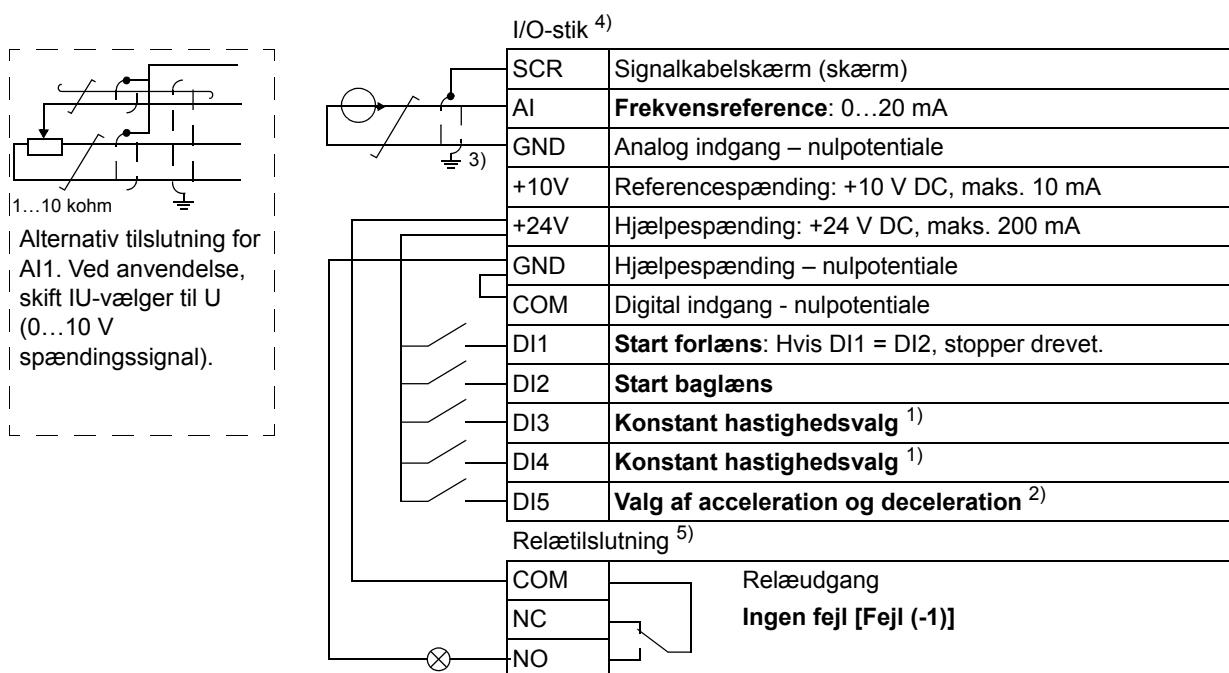 I/O-stik 4)
SCR Signalkabelskærm (skærm)
AI Frekvensreference: 0…20 mA
GND Analog indgang – nulpotentiale
3)
+10V Referencespænding: +10 V DC, maks. 10 mA
+24V Hjælpespænding: +24 V DC, maks. 200 mA
GND Hjælpespænding – nulpotentiale
COM Digital indgang - nulpotentiale
DI1 Start forlæns: Hvis DI1 = DI2, stopper drevet.
DI2 Start baglæns
DI3 Konstant hastighedsvalg 1)
DI4 Konstant hastighedsvalg 1)
DI5 Valg af acceleration og deceleration 2)
Relætilslutning 5)
COM Relæudgang
NC Ingen fejl [Fejl (-1)]
NO
1…10 kohm
Alternativ tilslutning for
AI1. Ved anvendelse,
skift IU-vælger til U
(0…10 V
spændingssignal).